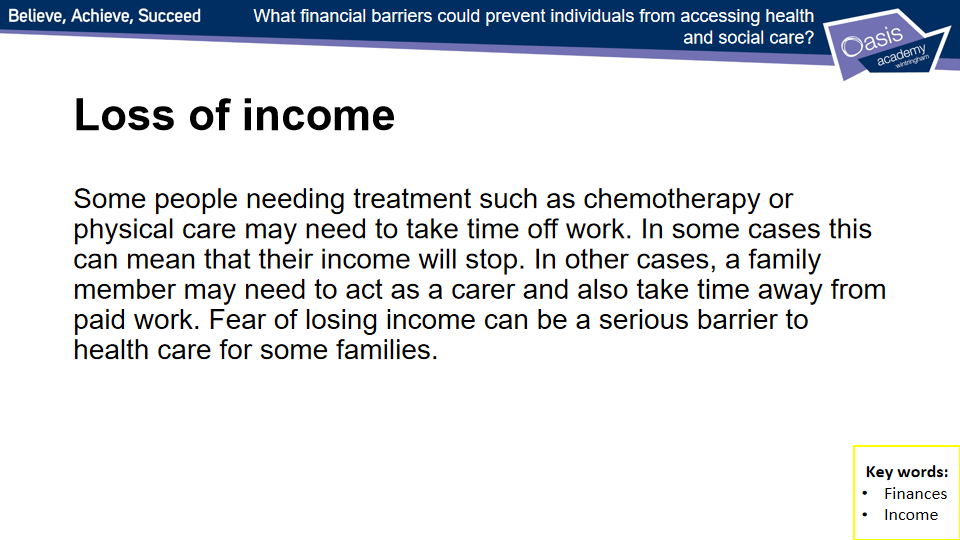 Believe, Achieve, Succeed
What financial barriers could prevent individuals from accessing health
and social care?
Oasis
academy
wintringham
Loss of income
Some people needing treatment such as chemotherapy or
physical care may need to take time off work. In some cases this
can mean that their income will stop. In other cases, a family
member may need to act as a carer and also take time away from
paid work. Fear of losing income can be a serious barrier to
health care for some families.
Key words:
• Finances
• Income